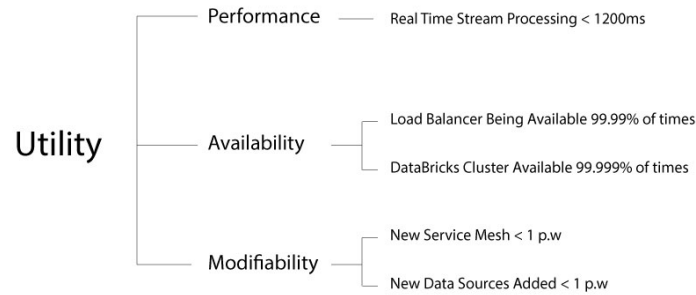 Utility
Performance
Real Time Stream Processing < 1200ms
Availability
Load Balancer Being Available 99.99% of times
DataBricks Cluster Available 99.999% of times
Modifiability
New Service Mesh < 1 p.w
New Data Sources Added < 1 p.w